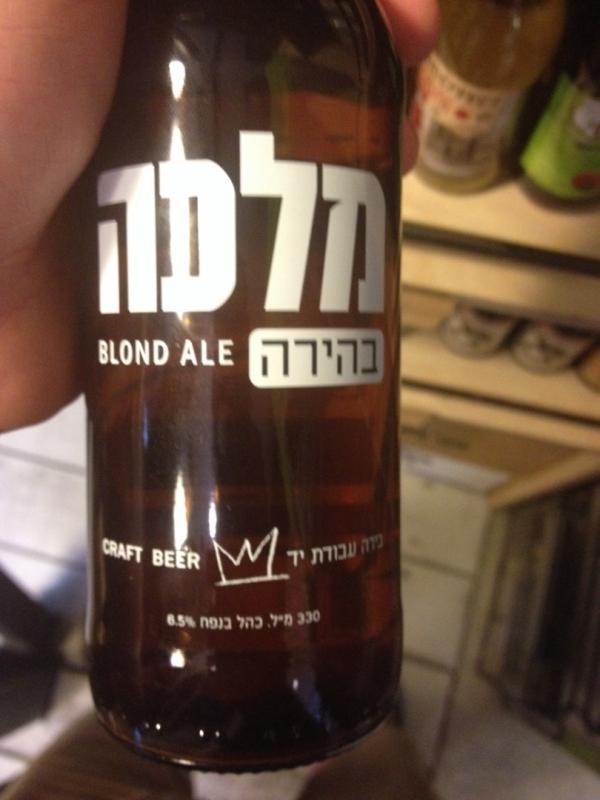 מלכה
BLOND ALE בהירה
CRAFT BEER בירה עבודת יד
330 מ"ל. כהל בנפח 6.5%